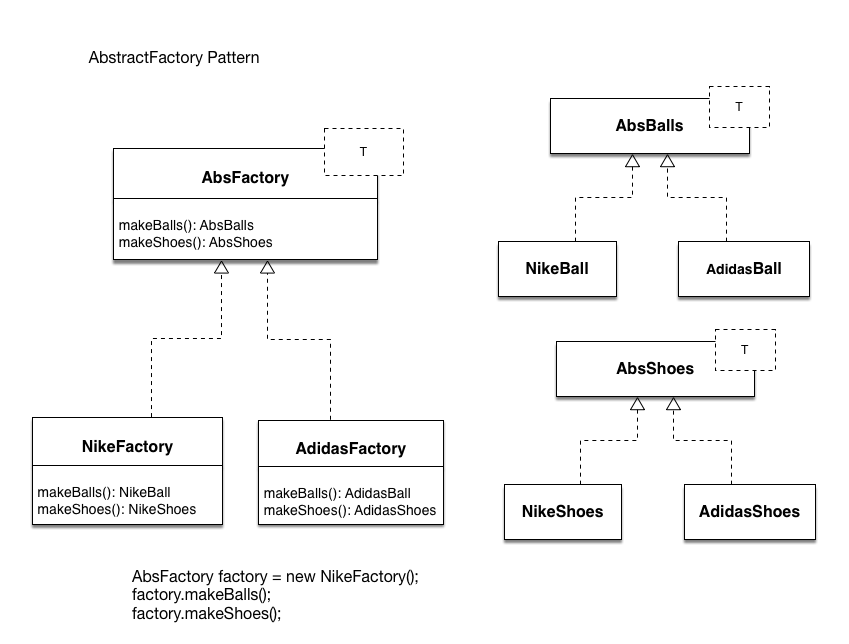 AbstractFactory Pattern
T
AbsFactory
makeBalls(): AbsBalls
makeShoes(): AbsShoes
NikeFactory
makeBalls(): NikeBall
makeShoes(): NikeShoes
AdidasFactory
makeBalls(): AdidasBall
makeShoes(): AdidasShoes
T
AbsBalls
NikeBall
AdidasBall
T
AbsShoes
NikeShoes
AdidasShoes
AbsFactory factory = new NikeFactory();
factory.makeBalls();
factory.makeShoes();